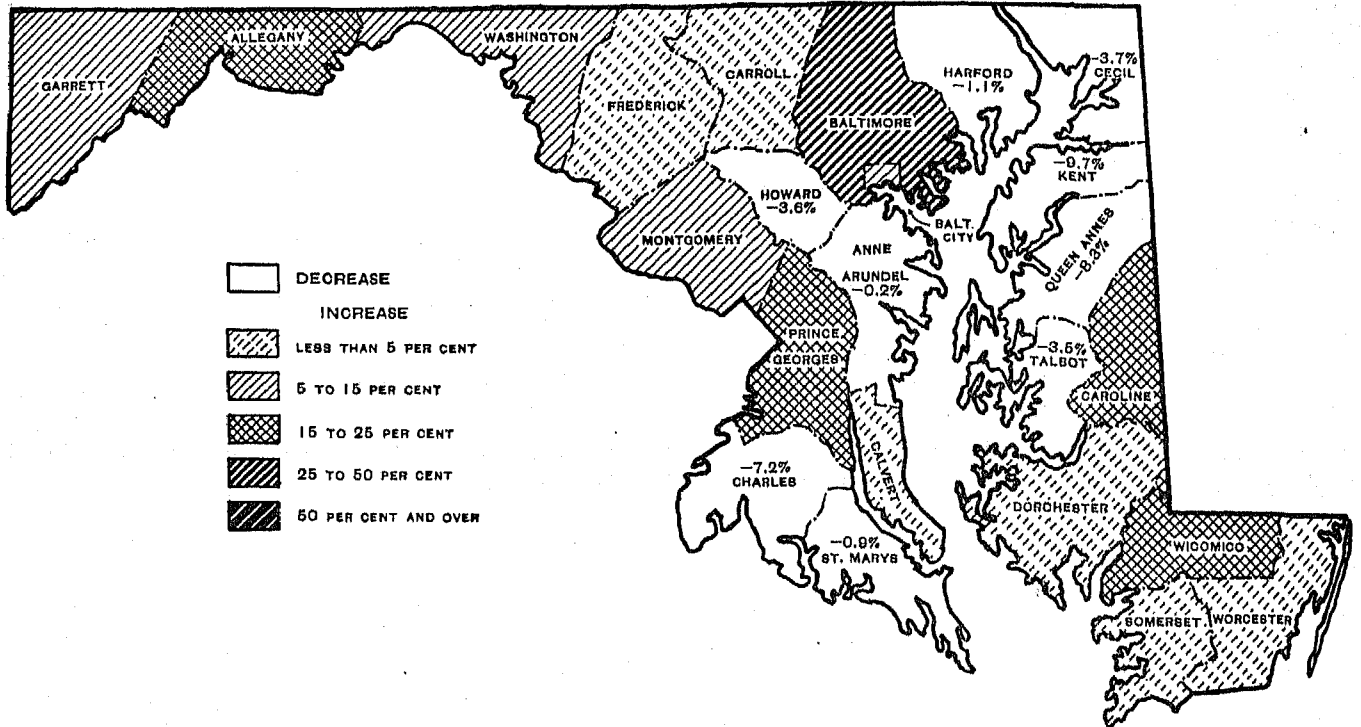 ALLEGANY
WASHINGTON
GARRETT
FREDERICK
CARROLL
BALTIMORE
HARFORD
-1.1%
-3.7%
CECIL
-9.7%
KENT
HOWARD
-3.6%
MONTGOMERY
BALT.
CITY
ANNE
ARUNDEL
-0.2%
QUEEN ANNES
-8.3%
PRINCE
GEORGES
-3.5%
TALBOT
CAROLINE
CALVERT
-7.2%
CHARLES
-0.9%
ST. MARYS
DORCHESTER
WICOMICO
SOMERSET
WORCESTER
DECREASE
INCREASE
LESS THAN 5 PER CENT
5 TO 15 PER CENT
15 TO 25 PER CENT
25 TO 50 PER CENT
50 PER CENT AND OVER